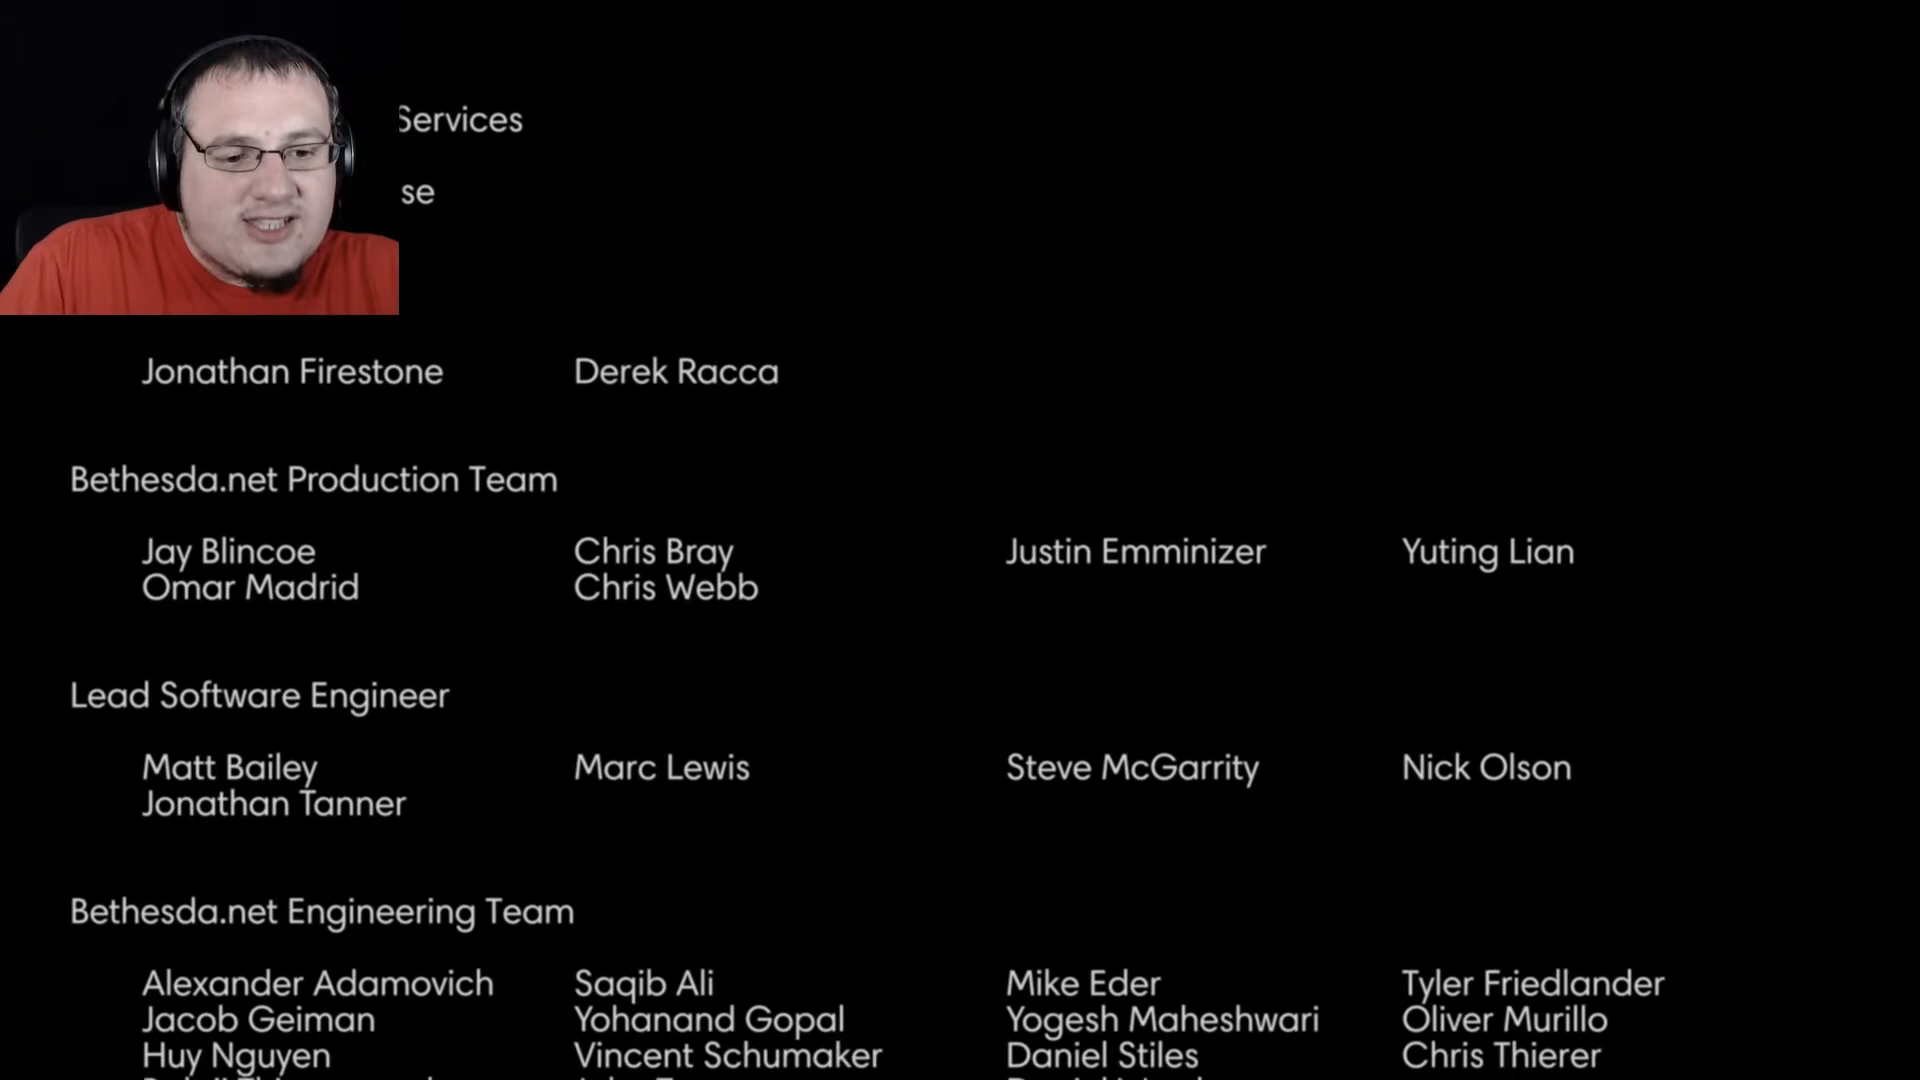 Services
se
Jonathan Firestone Derek Racca
Bethesda.net Production Team
Jay Blincoe Chris Bray Justin Emminizer Yuting Lian
Omar Madrid Chris Webb
Lead Software Engineer
Matt Bailey Marc Lewis Steve McGarrity Nick Olson
Jonathan Tanner
Bethesda.net Engineering Team
Alexander Adamovich Saqib Ali Mike Eder Tyler Friedlander
Jacob Geiman Yohanand Gopal Yogesh Maheshwari Oliver Murillo
Huy Nguyen Vincent Schumaker Daniel Stiles Chris Thierer